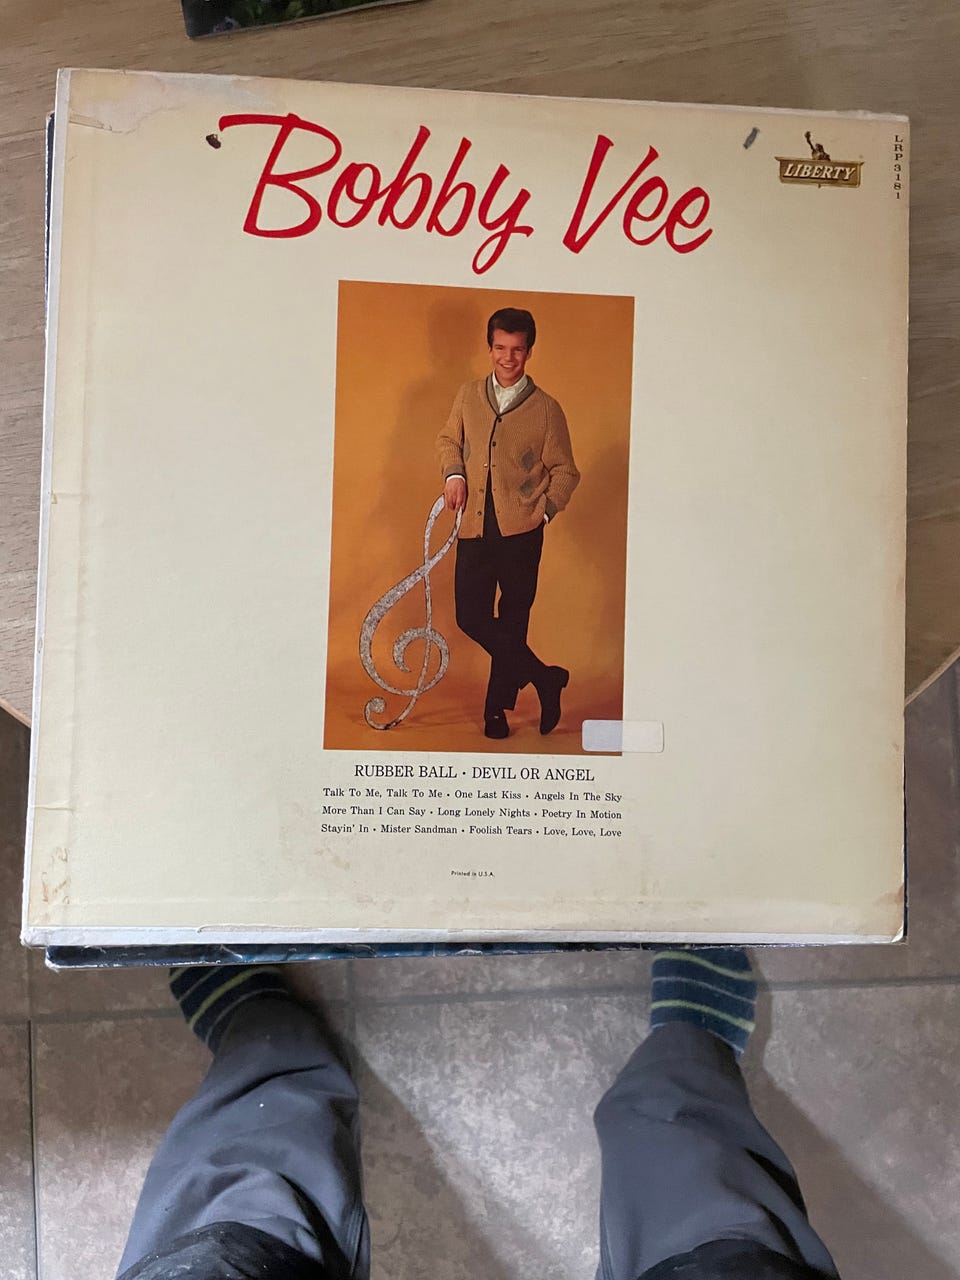 Bobby Vee
LIBERTY
LRP 3181
RUBBER BALL • DEVIL OR ANGEL
Talk To Me, Talk To Me • One Last Kiss • Angels In The Sky
More Than I Can Say • Long Lonely Nights • Poetry In Motion
Stayin' In • Mister Sandman • Foolish Tears • Love, Love, Love
Printed in U.S.A.